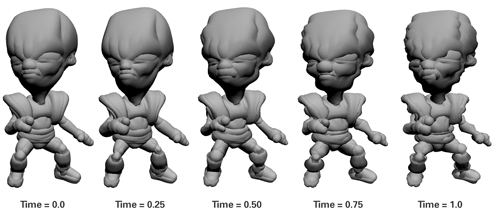 Time = 0.0 Time = 0.25 Time = 0.50 Time = 0.75 Time = 1.0